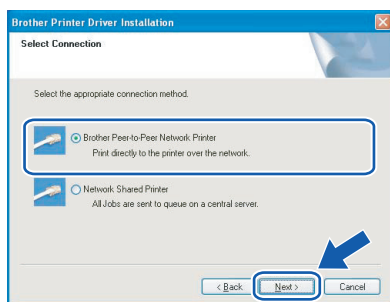 Brother Printer Driver Installation
Select Connection
Select the appropriate connection method.
Brother Peer-to-Peer Network Printer
Print directly to the printer over the network.
Network Shared Printer
All Jobs are sent to queue on a central server.
< Back Next > Cancel